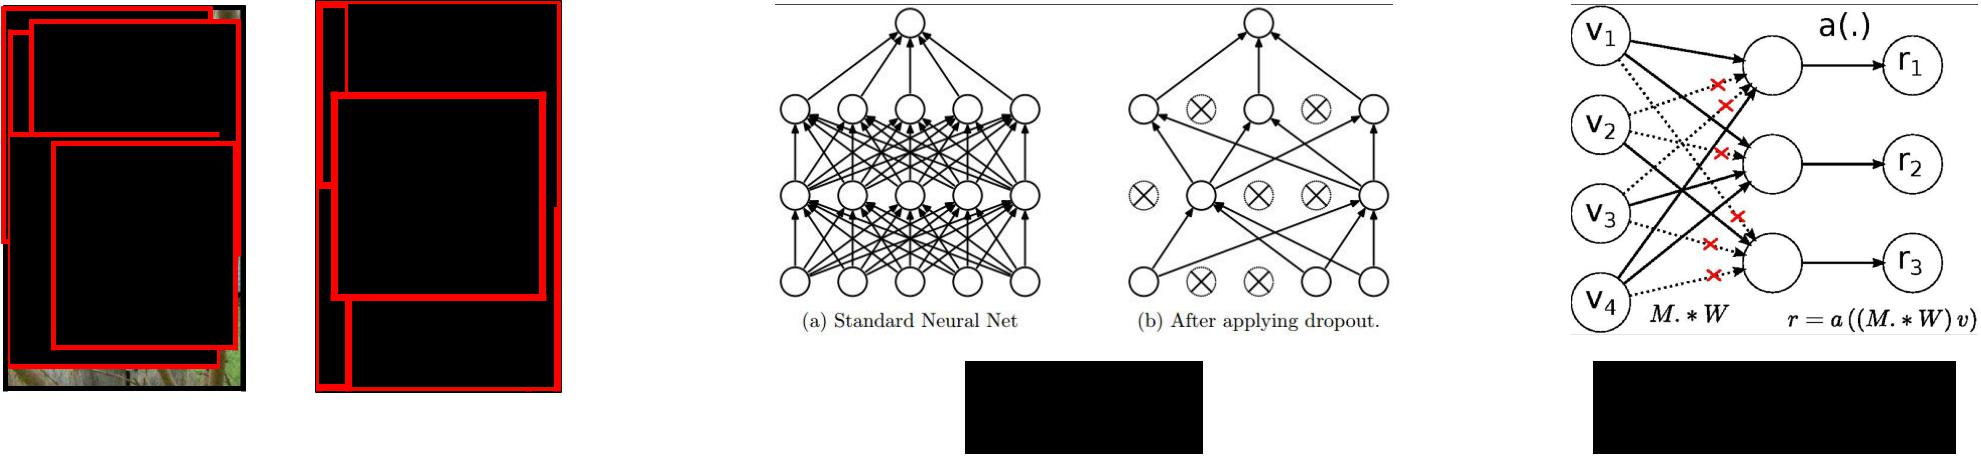 (a) Standard Neural Net
(b) After applying dropout.
a(.)
v1
v2
v3
v4
r1
r2
r3
M.∗W
r = a ((M.∗W) v)